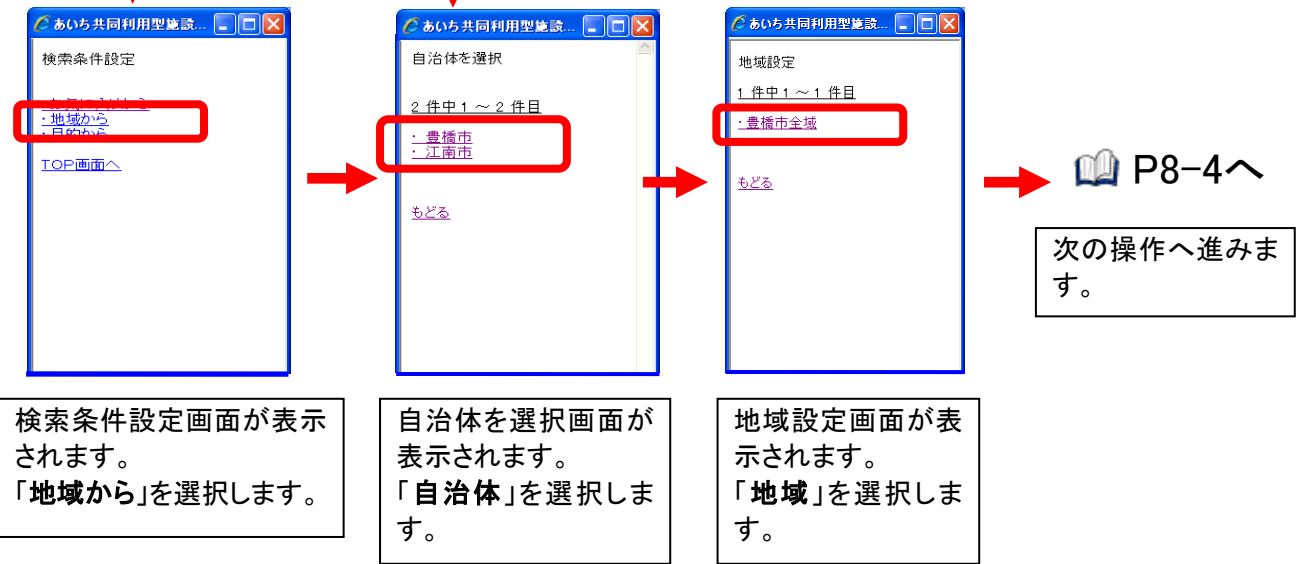 あいち共同利用型施設...
検索条件設定
・地域から
・目的から
TOP画面へ
あいち共同利用型施設...
自治体を選択
2 件中 1 ~ 2 件目
・ 豊橋市
・ 江南市
もどる
あいち共同利用型施設...
地域設定
1 件中 1 ~ 1 件目
・豊橋市全域
もどる
P8-4へ
次の操作へ進みま
す。
検索条件設定画面が表示
されます。
「地域から」を選択します。
自治体を選択画面が
表示されます。
「自治体」を選択しま
す。
地域設定画面が表
示されます。
「地域」を選択しま
す。